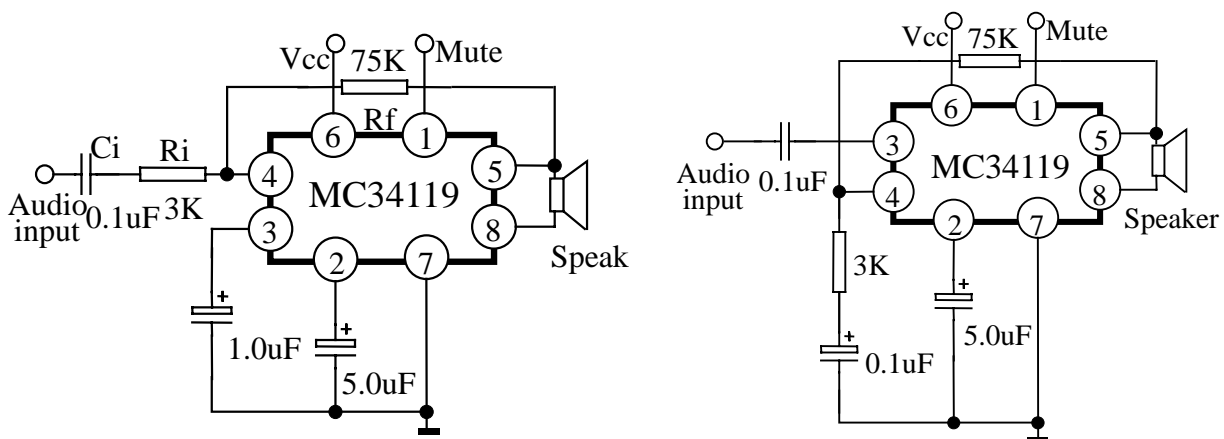 Vcc
75K
Mute
6
Rf
1
Ci
Ri
4
MC34119
5
Audio
input
0.1uF
3K
3
2
7
8
Speak
+
1.0uF
+
5.0uF
Vcc
75K
Mute
6
1
3
5
Audio
input
0.1uF
MC34119
4
2
7
8
Speaker
3K
+
5.0uF
+
0.1uF